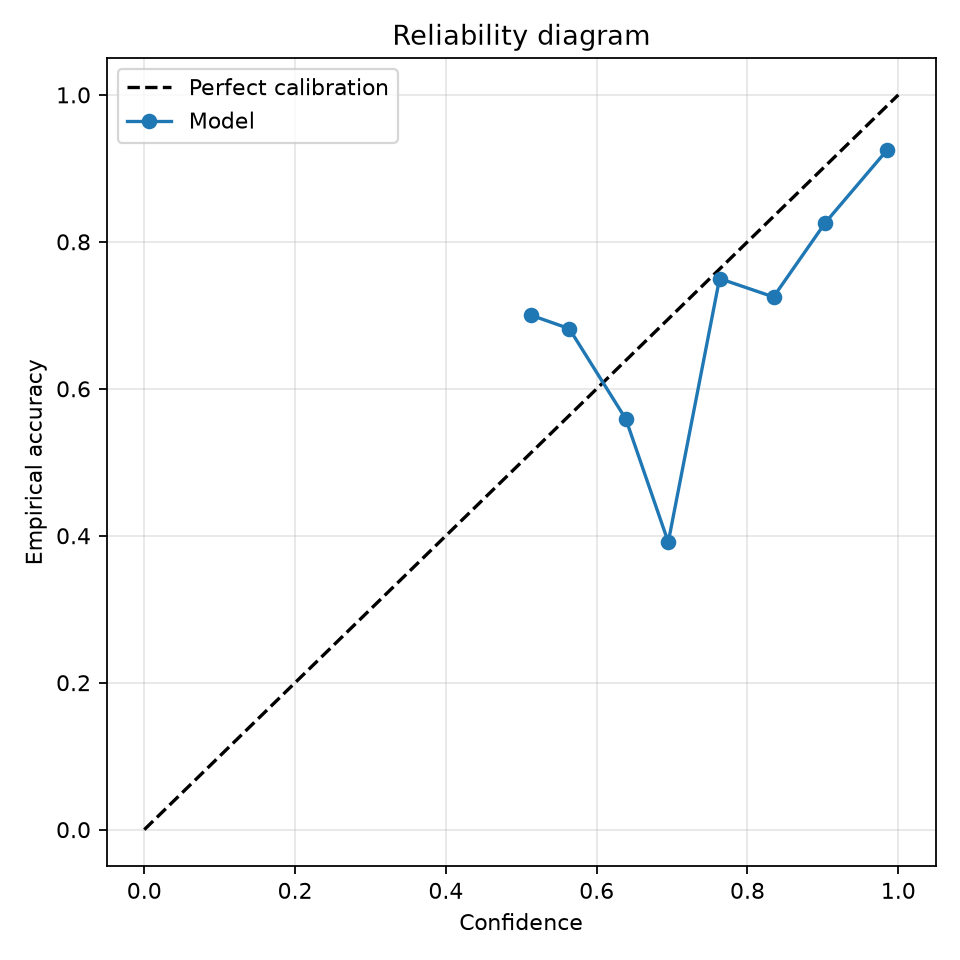 Reliability diagram
Perfect calibration
Model
1.0
0.8
0.6
0.4
0.2
0.0
Empirical accuracy
0.0 0.2 0.4 0.6 0.8 1.0
Confidence